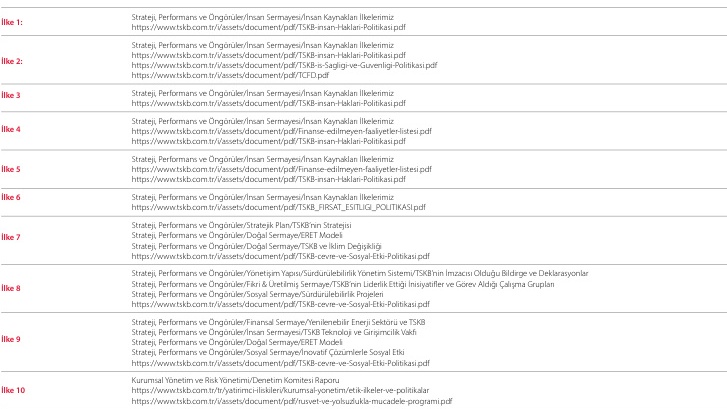 İlke 1:
Strateji, Performans ve Öngörüler/İnsan Sermayesi/İnsan Kaynakları İlkelerimiz
https://www.tskb.com.tr/i/assets/document/pdf/TSKB-insan-Haklari-Politikasi.pdf
İlke 2:
Strateji, Performans ve Öngörüler/İnsan Sermayesi/İnsan Kaynakları İlkelerimiz
https://www.tskb.com.tr/i/assets/document/pdf/TSKB-insan-Haklari-Politikasi.pdf
https://www.tskb.com.tr/i/assets/document/pdf/TSKB-is-Sagligi-ve-Guvenligi-Politikasi.pdf
https://www.tskb.com.tr/i/assets/document/pdf/TCFD.pdf
İlke 3
Strateji, Performans ve Öngörüler/İnsan Sermayesi/İnsan Kaynakları İlkelerimiz
https://www.tskb.com.tr/i/assets/document/pdf/TSKB-insan-Haklari-Politikasi.pdf
İlke 4
Strateji, Performans ve Öngörüler/İnsan Sermayesi/İnsan Kaynakları İlkelerimiz
https://www.tskb.com.tr/i/assets/document/pdf/Finanse-edilmeyen-faaliyetler-listesi.pdf
https://www.tskb.com.tr/i/assets/document/pdf/TSKB-insan-Haklari-Politikasi.pdf
İlke 5
Strateji, Performans ve Öngörüler/İnsan Sermayesi/İnsan Kaynakları İlkelerimiz
https://www.tskb.com.tr/i/assets/document/pdf/Finanse-edilmeyen-faaliyetler-listesi.pdf
https://www.tskb.com.tr/i/assets/document/pdf/TSKB-insan-Haklari-Politikasi.pdf
İlke 6
Strateji, Performans ve Öngörüler/İnsan Sermayesi/İnsan Kaynakları İlkelerimiz
https://www.tskb.com.tr/i/assets/document/pdf/TSKB_FIRSAT_ESITLIGI_POLITIKASI.pdf
İlke 7
Strateji, Performans ve Öngörüler/Stratejik Plan/TSKB'nin Stratejisi
Strateji, Performans ve Öngörüler/Doğal Sermaye/ERET Modeli
Strateji, Performans ve Öngörüler/Doğal Sermaye/TSKB ve İklim Değişikliği
https://www.tskb.com.tr/i/assets/document/pdf/TSKB-cevre-ve-Sosyal-Etki-Politikasi.pdf
İlke 8
Strateji, Performans ve Öngörüler/Yönetişim Yapısı/Sürdürülebilirlik Yönetim Sistemi/TSKB'nin İmzacısı Olduğu Bildirge ve Deklarasyonlar
Strateji, Performans ve Öngörüler/Fikri & Üretilmiş Sermaye/TSKB'nin Liderlik Ettiği İnisiyatifler ve Görev Aldığı Çalışma Grupları
Strateji, Performans ve Öngörüler/Sosyal Sermaye/Sürdürülebilirlik Projeleri
https://www.tskb.com.tr/i/assets/document/pdf/TSKB-cevre-ve-Sosyal-Etki-Politikasi.pdf
İlke 9
Strateji, Performans ve Öngörüler/Finansal Sermaye/Yenilenebilir Enerji Sektörü ve TSKB
Strateji, Performans ve Öngörüler/İnsan Sermayesi/TSKB Teknoloji ve Girişimcilik Vakfı
Strateji, Performans ve Öngörüler/Doğal Sermaye/ERET Modeli
Strateji, Performans ve Öngörüler/Sosyal Sermaye/İnovatif Çözümlerle Sosyal Etki
https://www.tskb.com.tr/i/assets/document/pdf/TSKB-cevre-ve-Sosyal-Etki-Politikasi.pdf
İlke 10
Kurumsal Yönetim ve Risk Yönetimi/Denetim Komitesi Raporu
https://www.tskb.com.tr/tr/yatirimci-iliskileri/kurumsal-yonetim/etik-ilkeler-ve-politikalar
https://www.tskb.com.tr/i/assets/document/pdf/rusvet-ve-yolsuzlukla-mucadele-programi.pdf